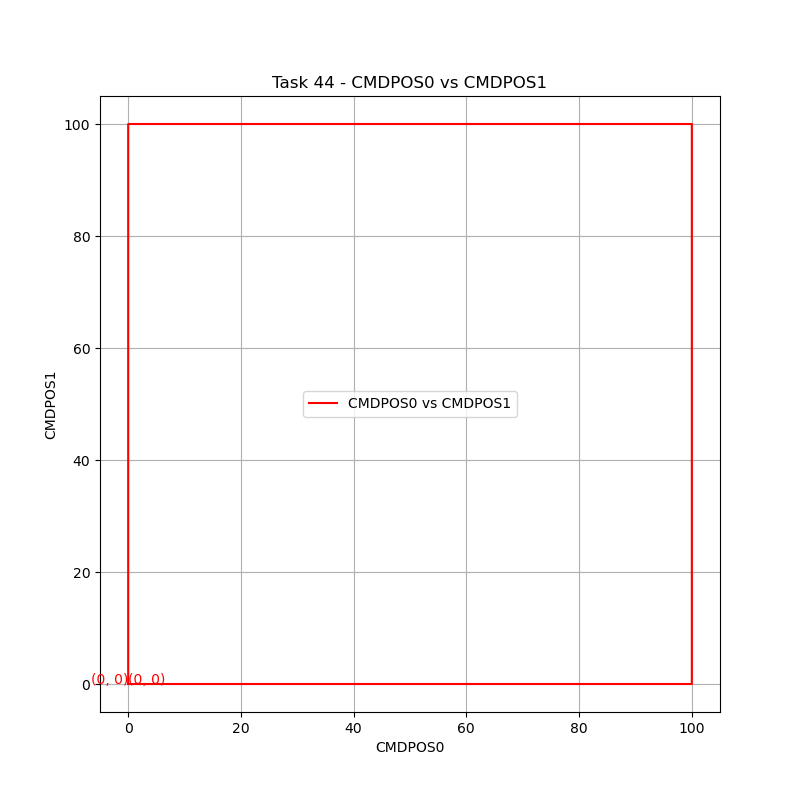 Task 44 - CMDPOS0 vs CMDPOS1
100
80
60
40
20
0
CMDPOS1
CMDPOS0 vs CMDPOS1
(0, 0)(0, 0)
0 20 40 60 80 100
CMDPOS0